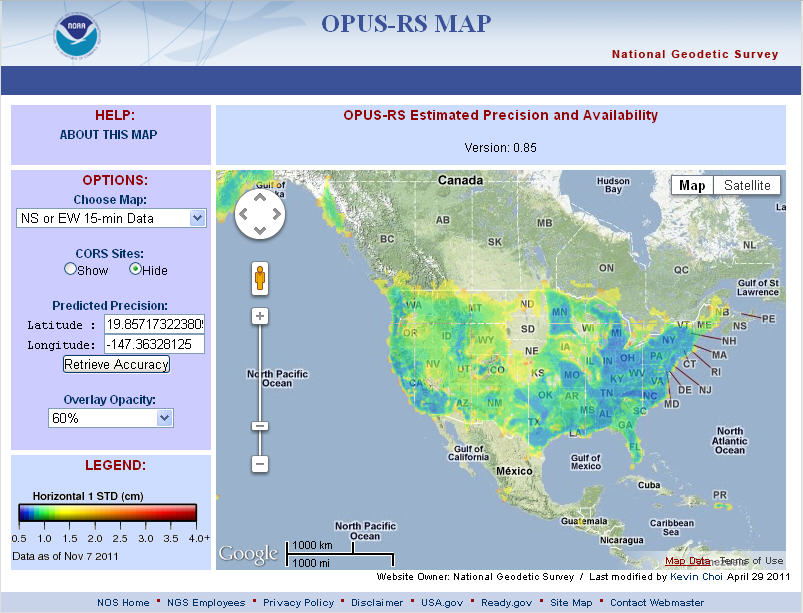 NOAA
OPUS-RS MAP
National Geodetic Survey
HELP:
ABOUT THIS MAP
OPTIONS:
Choose Map:
NS or EW 15-min Data
CORS Sites:
Show Hide
Predicted Precision:
Latitude : 19.85717322380
Longitude: -147.36328125
Retrieve Accuracy
Overlay Opacity:
60%
LEGEND:
Horizontal 1 STD (cm)
0.5 1.0 1.5 2.0 2.5 3.0 3.5 4.0+
Data as of Nov 7 2011
OPUS-RS Estimated Precision and Availability
Version: 0.85
Map Satellite
Gulf of
Canada
Hudson
Bay
AB
BC
SK
MB
ON
QC
NL
Gulf of St
Lawrence
NB
PE
NS
WA
MT
ND
MN
VT
ME
OR
ID
WY
SD
WI
MI
NY
NH
MA
RI
CT
NJ
DE
MD
NV
UT
CO
NE
IA
IL
IN
OH
PA
KS
MO
KY
WV
VA
CA
AZ
NM
OK
AR
TN
NC
SC
MS
AL
GA
TX
LA
FL
North Pacific
Ocean
Gulf of
California
Gulf of
Mexico
México
North
Atlantic
Ocean
Cuba
PR
Guatemala
Caribbean
Sea
Nicaragua
North Pacific
Ocean
Google
1000 km
1000 mi
Map Data Terms of Use
Website Owner: National Geodetic Survey / Last modified by Kevin Choi April 29 2011
NOS Home • NGS Employees • Privacy Policy • Disclaimer • USA.gov • Ready.gov • Site Map • Contact Webmaster